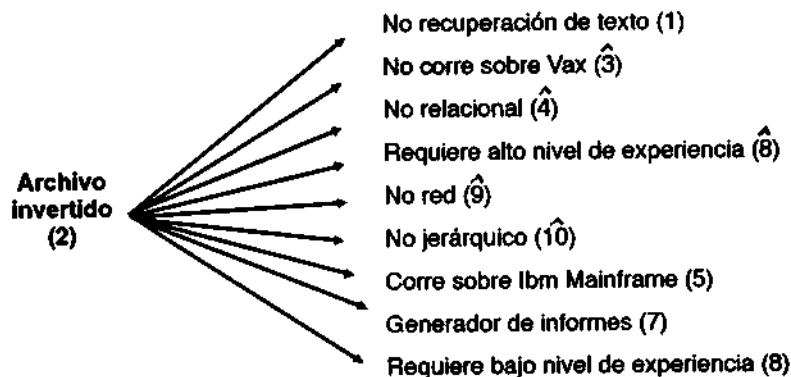 No recuperación de texto (1)
No corre sobre Vax (3̂)
No relacional (4̂)
Requiere alto nivel de experiencia (8̂)
Archivo
invertido
(2)
No red (9̂)
No jerárquico (1̂0)
Corre sobre Ibm Mainframe (5)
Generador de informes (7)
Requiere bajo nivel de experiencia (8)